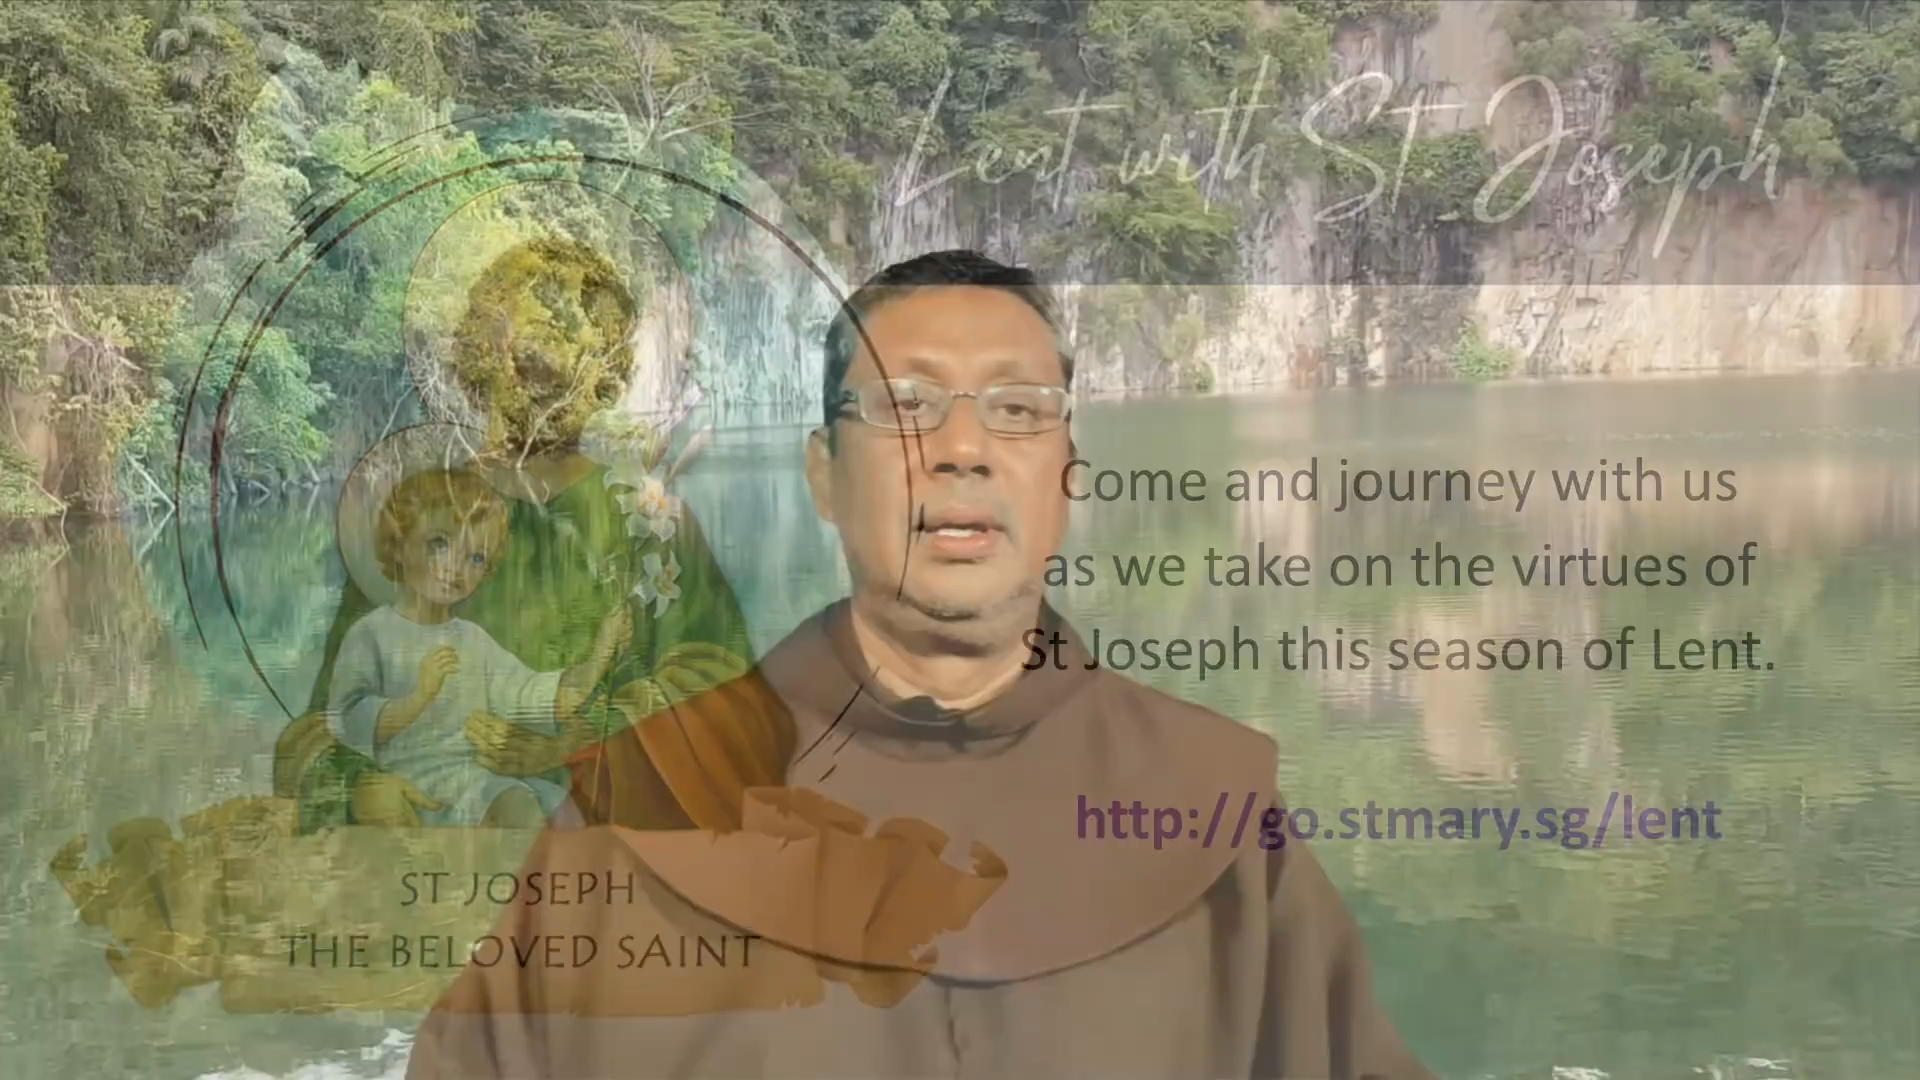 Lent with St Joseph
Come and journey with us
as we take on the virtues of
St Joseph this season of Lent.
http://go.stmary.sg/lent
ST JOSEPH
THE BELOVED SAINT